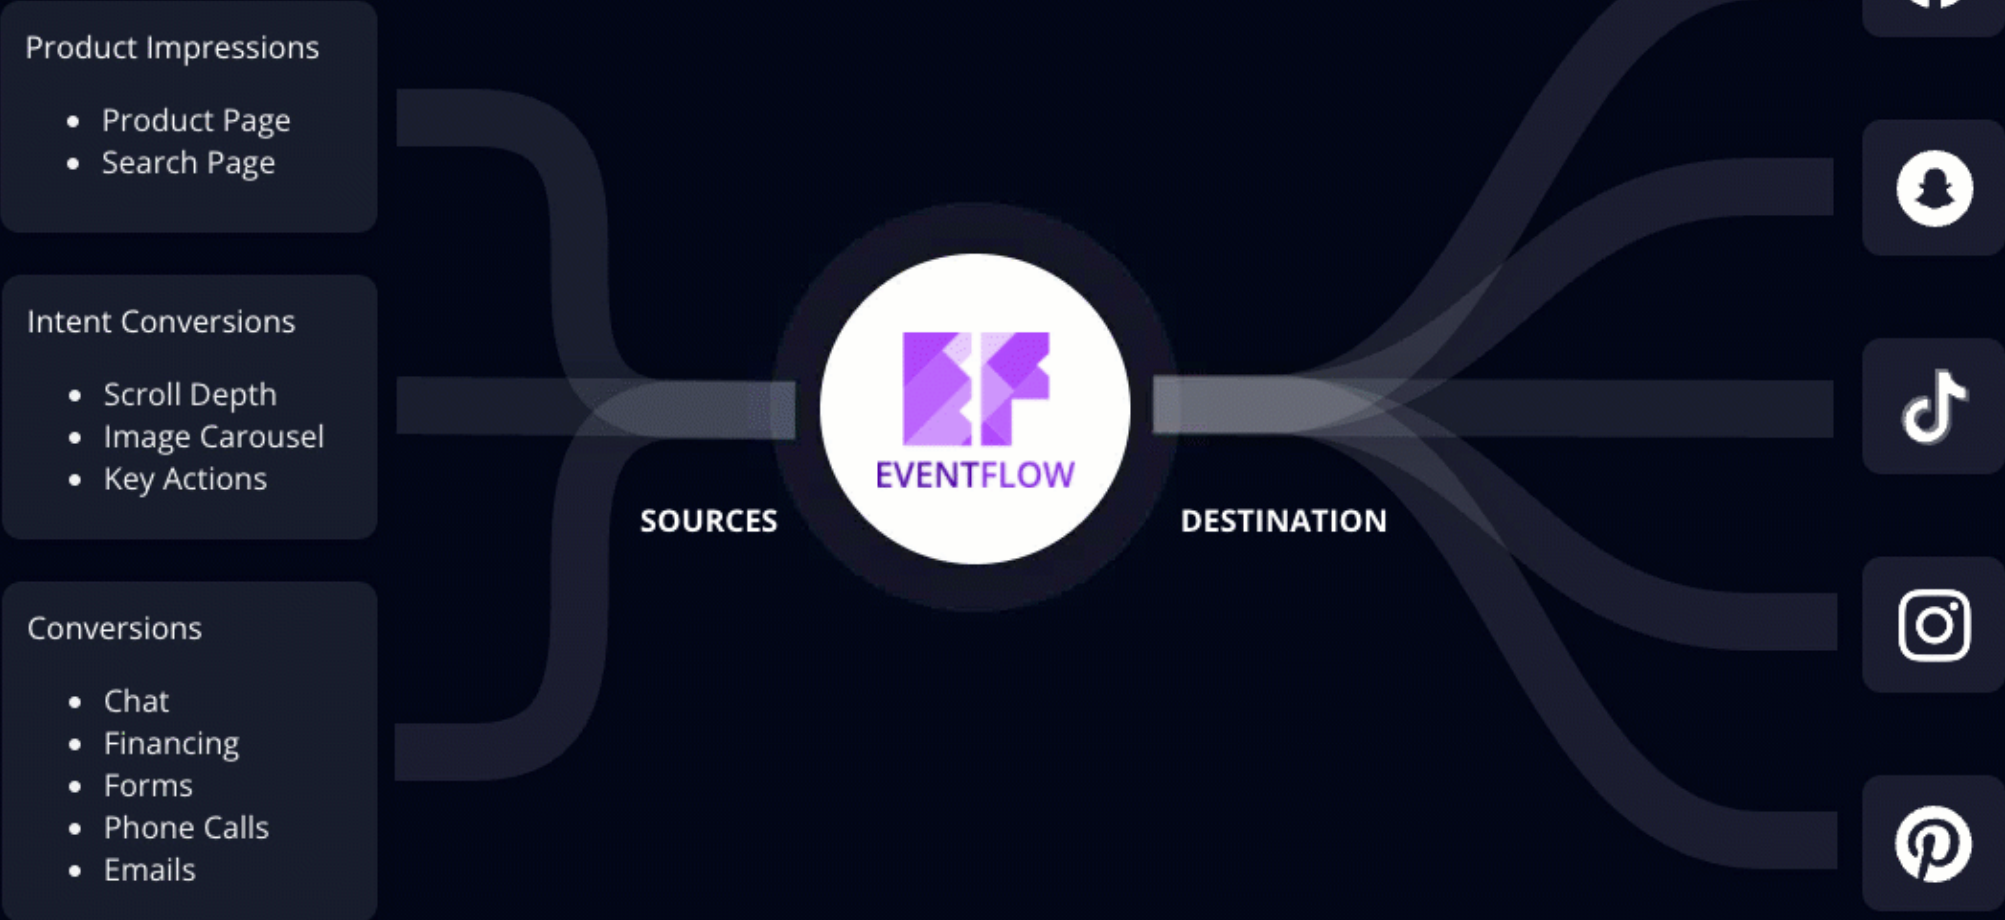 Product Impressions
• Product Page
• Search Page
Intent Conversions
• Scroll Depth
• Image Carousel
• Key Actions
Conversions
• Chat
• Financing
• Forms
• Phone Calls
• Emails
SOURCES
EF
EVENTFLOW
DESTINATION